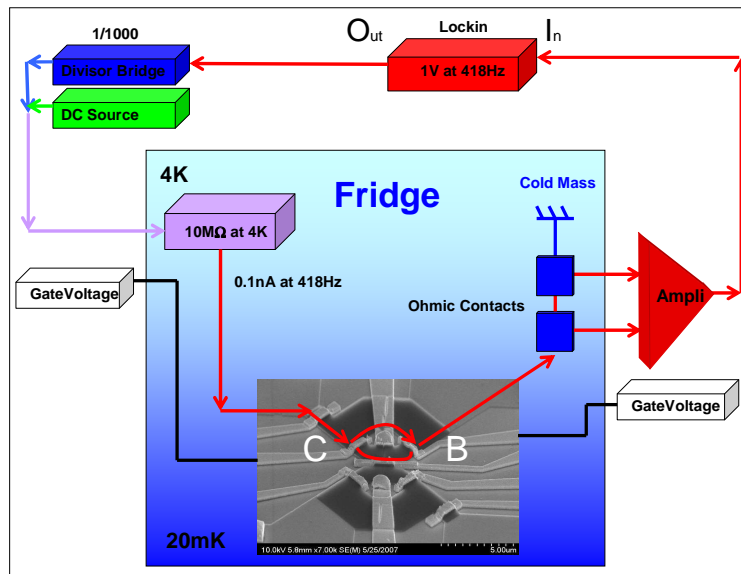 1/1000
Divisor Bridge
DC Source
Out
Lockin
In
1V at 418Hz
4K
Fridge
Cold Mass
10MΩ at 4K
0.1nA at 418Hz
GateVoltage
Ohmic Contacts
Ampli
GateVoltage
C
B
20mK
10.0kV 5.8mm x7.00k SE(M) 5/25/2007
5.00um